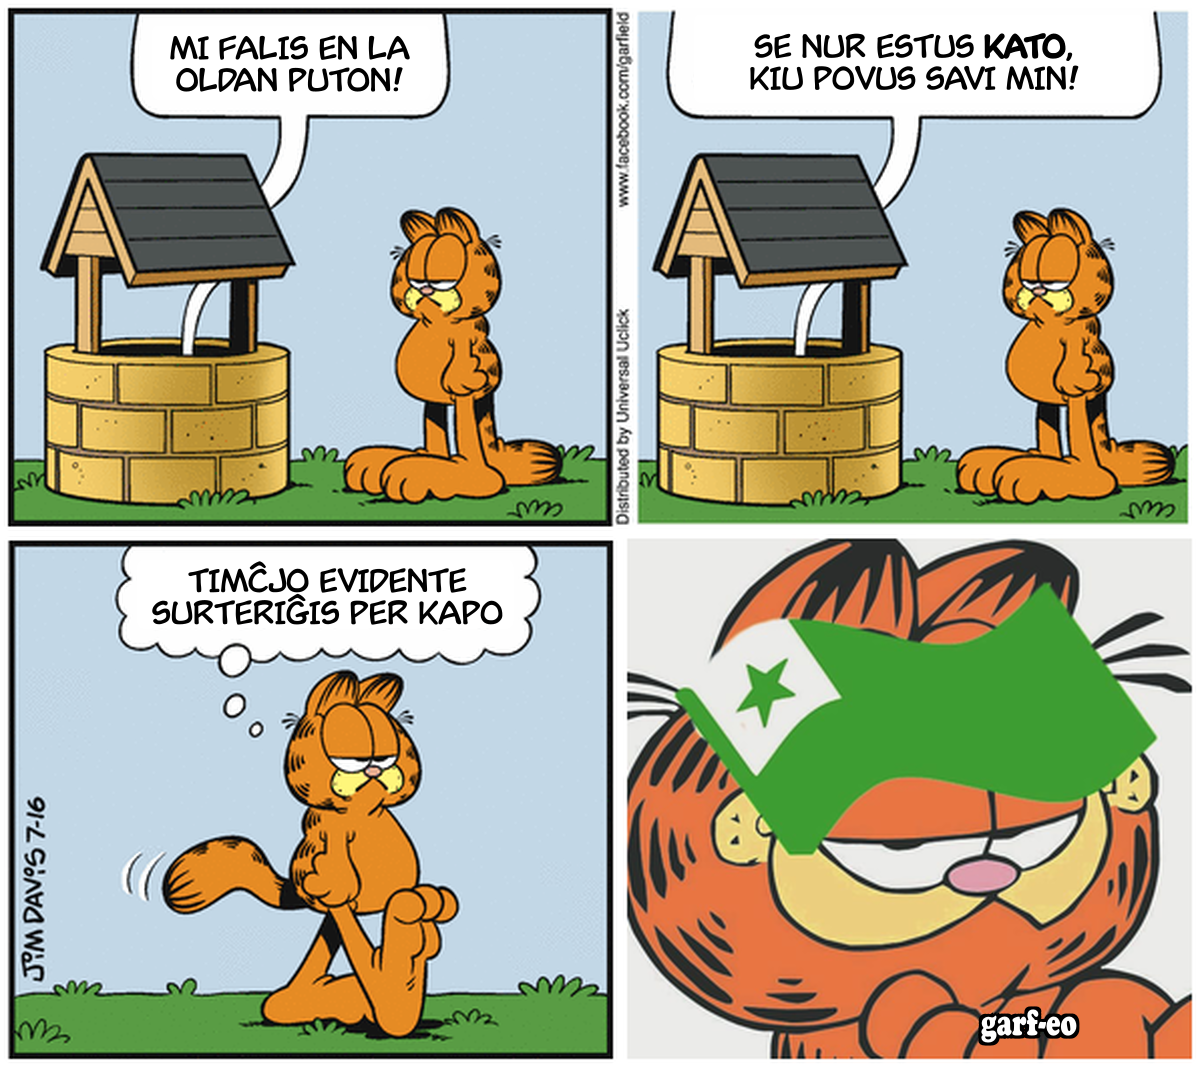 MI FALIS EN LA
OLDAN PUTON!
www.facebook.com/garfield
Distributed by Universal Uclick
SE NUR ESTUS KATO,
KIU POVUS SAVI MIN!
TIMĈJO EVIDENTE
SURTERIĜIS PER KAPO
JIM DAVIS 7-16
garf-eo